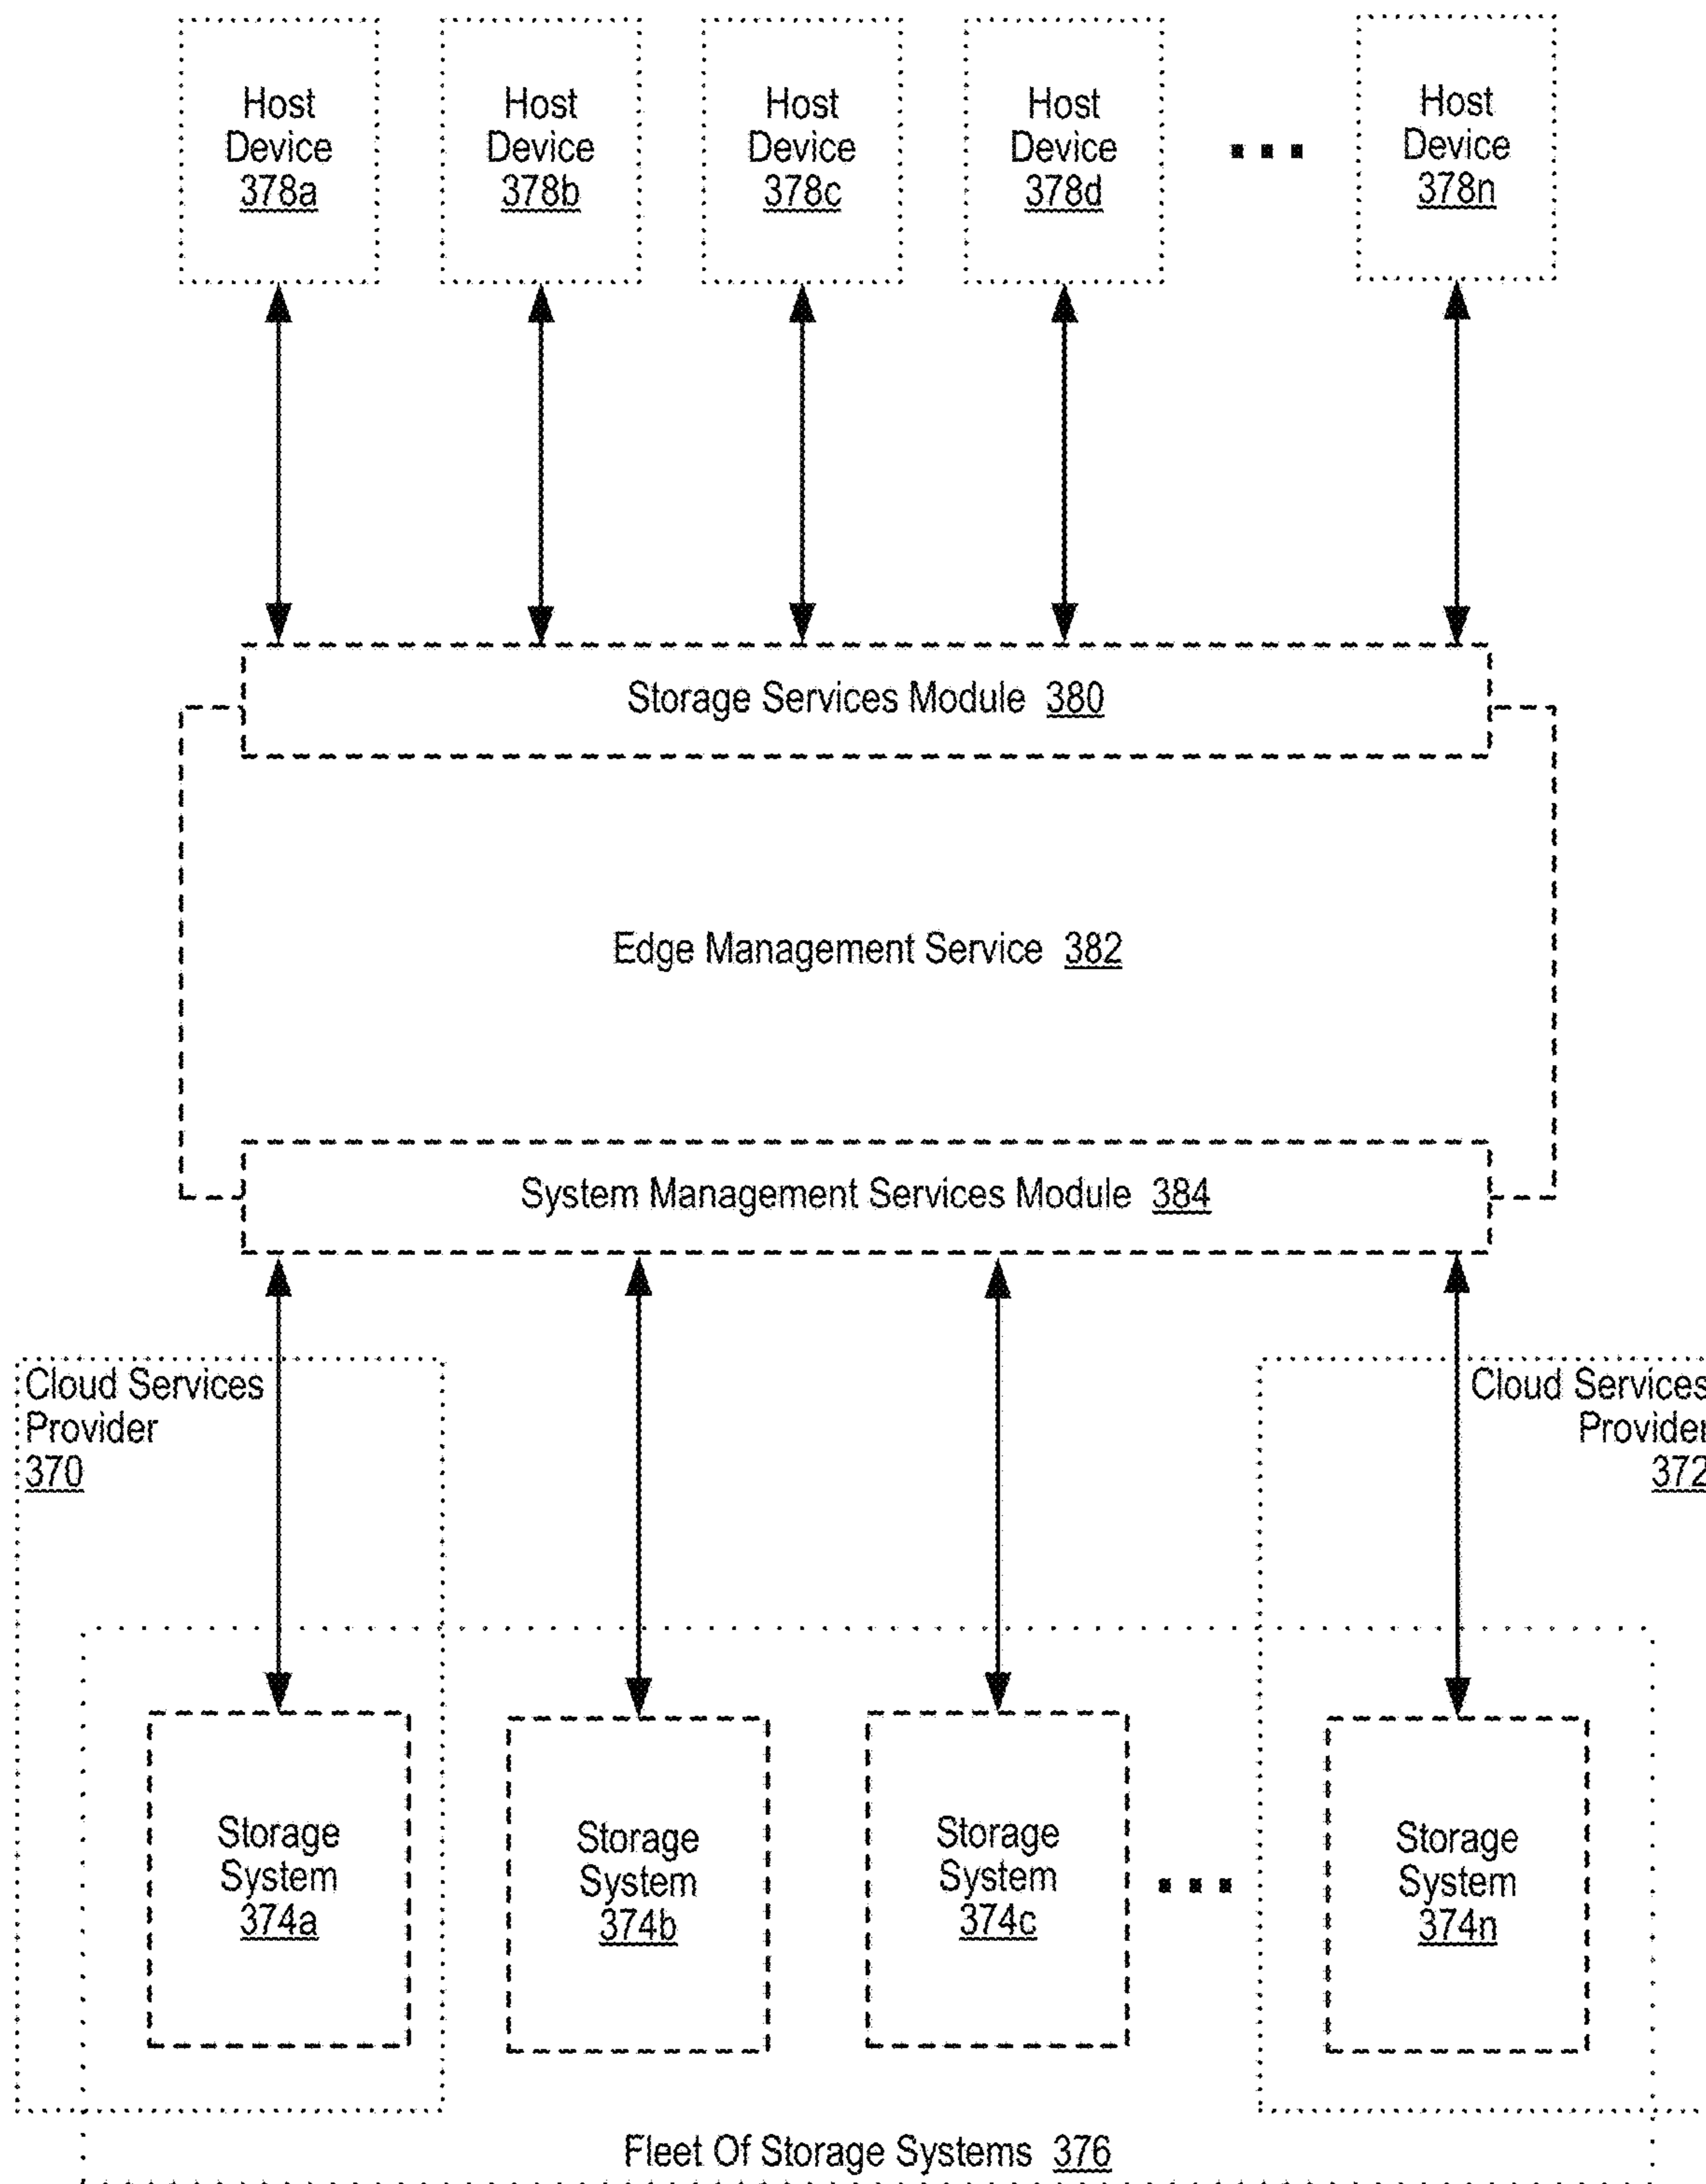 Host
Device
378a
Host
Device
378b
Host
Device
378c
Host
Device
378d
Host
Device
378n
Storage Services Module 380
Edge Management Service 382
System Management Services Module 384
Cloud Services
Provider
370
Cloud Services
Provider
372
Storage
System
374a
Storage
System
374b
Storage
System
374c
Storage
System
374n
Fleet Of Storage Systems 376